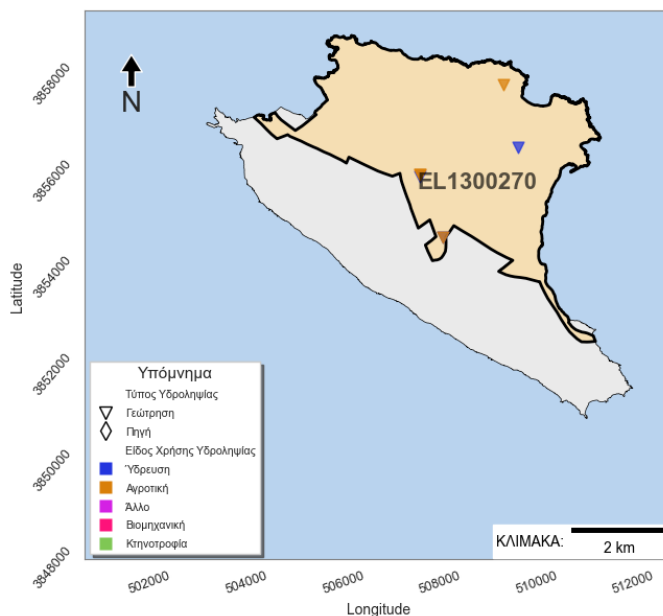 3858000
3856000
3854000
3852000
3850000
3848000
Latitude
N
EL1300270
Υπόμνημα
Τύπος Υδροληψίας
Γεώτρηση
Πηγή
Είδος Χρήσης Υδροληψίας
Ύδρευση
Αγροτική
Άλλο
Βιομηχανική
Κτηνοτροφία
ΚΛΙΜΑΚΑ:
2 km
502000
504000
506000
508000
510000
512000
Longitude